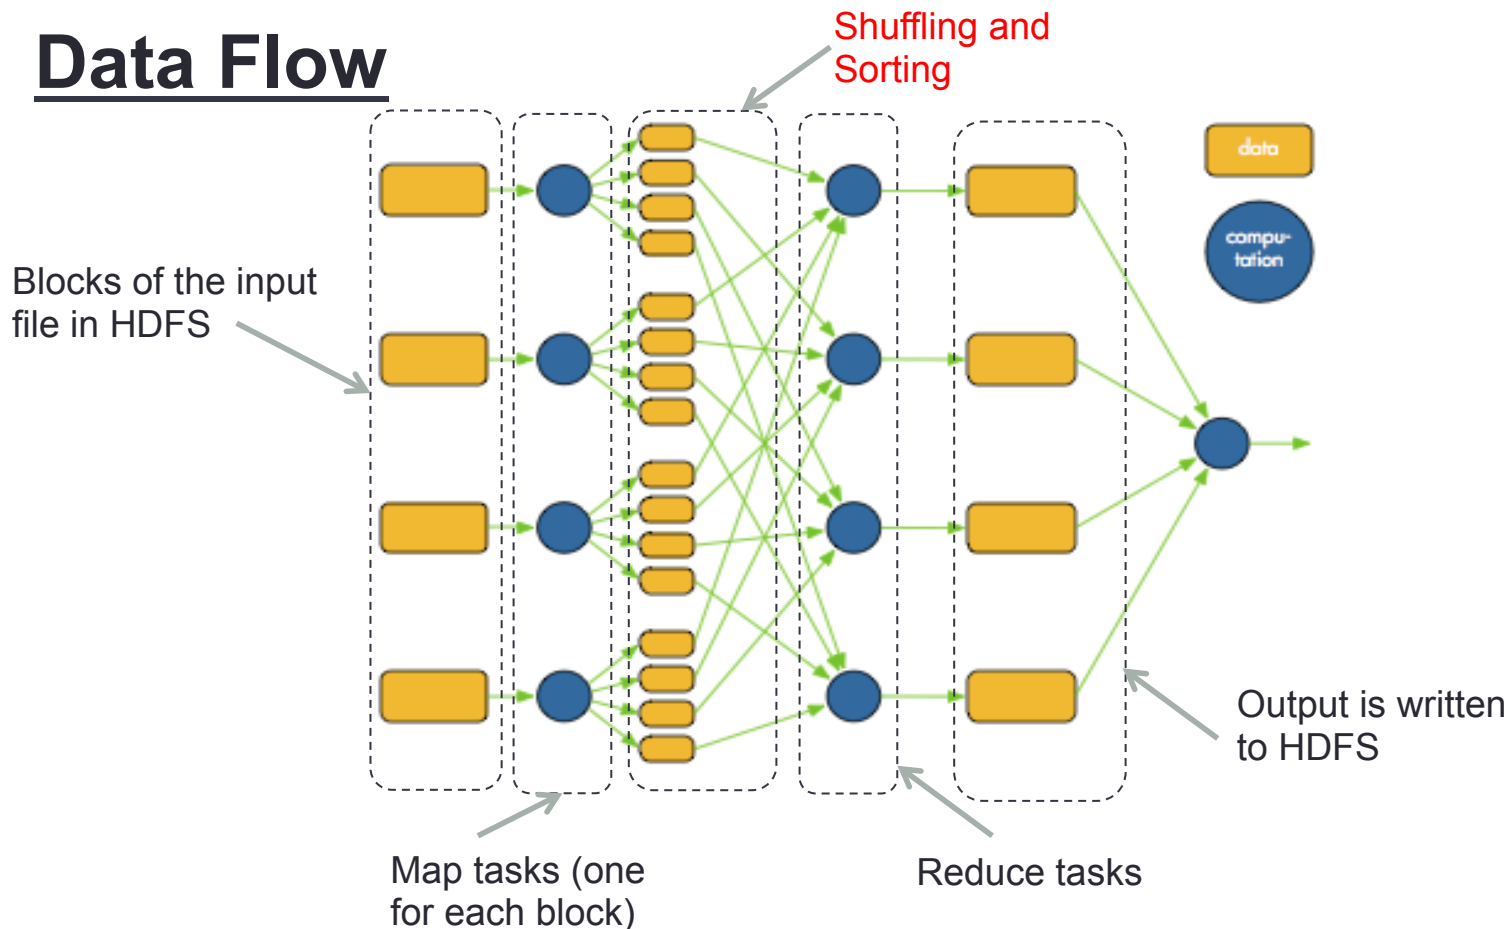 Data Flow
Shuffling and
Sorting
data
compu-
tation
Blocks of the input
file in HDFS
Output is written
to HDFS
Map tasks (one
for each block)
Reduce tasks